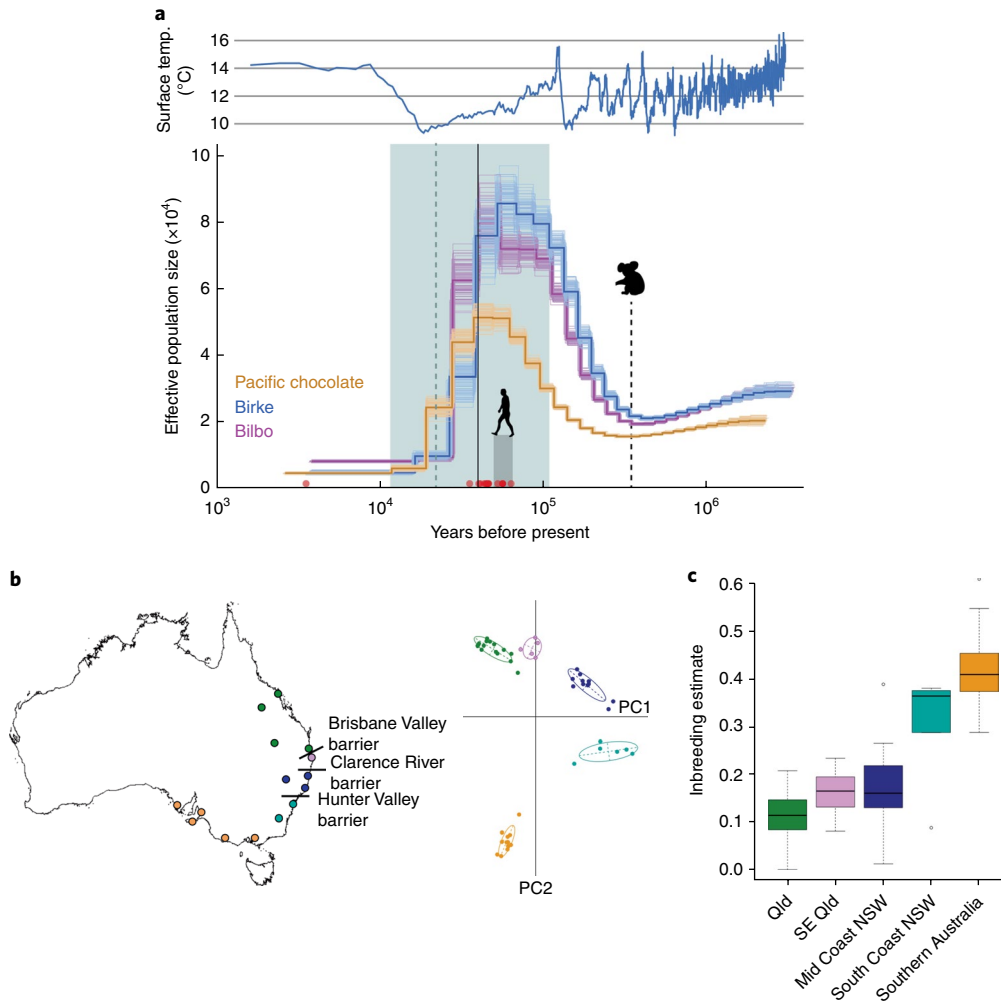 a
Surface temp.
(°C)
16
14
12
10
Effective population size (×10⁴)
10
8
6
4
2
0
Pacific chocolate
Birke
Bilbo
10³
10⁴
10⁵
10⁶
Years before present
b
Brisbane Valley
barrier
Clarence River
barrier
Hunter Valley
barrier
PC1
PC2
c
Inbreeding estimate
0.6
0.5
0.4
0.3
0.2
0.1
0.0
Qld
SE Qld
Mid Coast NSW
South Coast NSW
Southern Australia